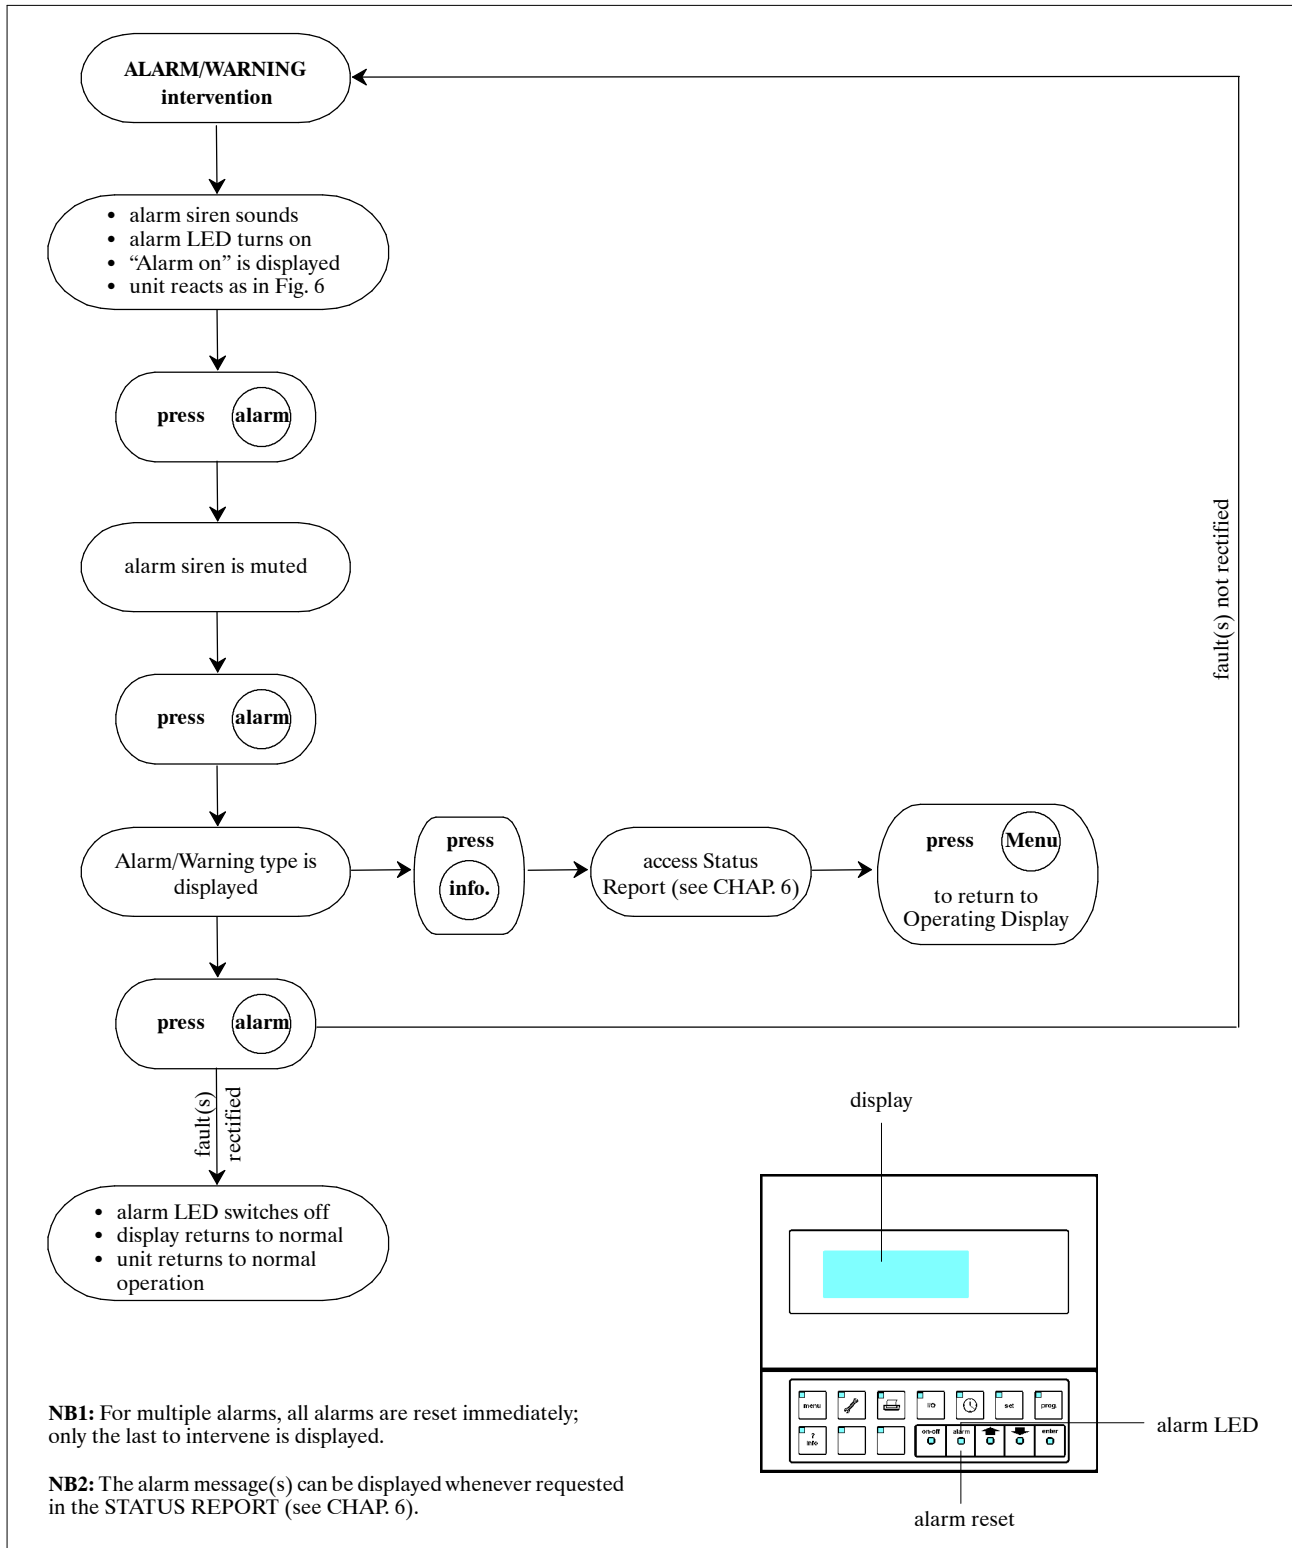 ALARM/WARNING
intervention
• alarm siren sounds
• alarm LED turns on
• “Alarm on” is displayed
• unit reacts as in Fig. 6
press alarm
alarm siren is muted
press alarm
Alarm/Warning type is
displayed
press
info.
access Status
Report (see CHAP. 6)
press Menu
to return to
Operating Display
press alarm
fault(s) not rectified
fault(s)
rectified
• alarm LED switches off
• display returns to normal
• unit returns to normal
operation
NB1: For multiple alarms, all alarms are reset immediately;
only the last to intervene is displayed.
NB2: The alarm message(s) can be displayed whenever requested
in the STATUS REPORT (see CHAP. 6).
display
menu I/O set prog.
?
info
on-off alarm enter
alarm LED
alarm reset